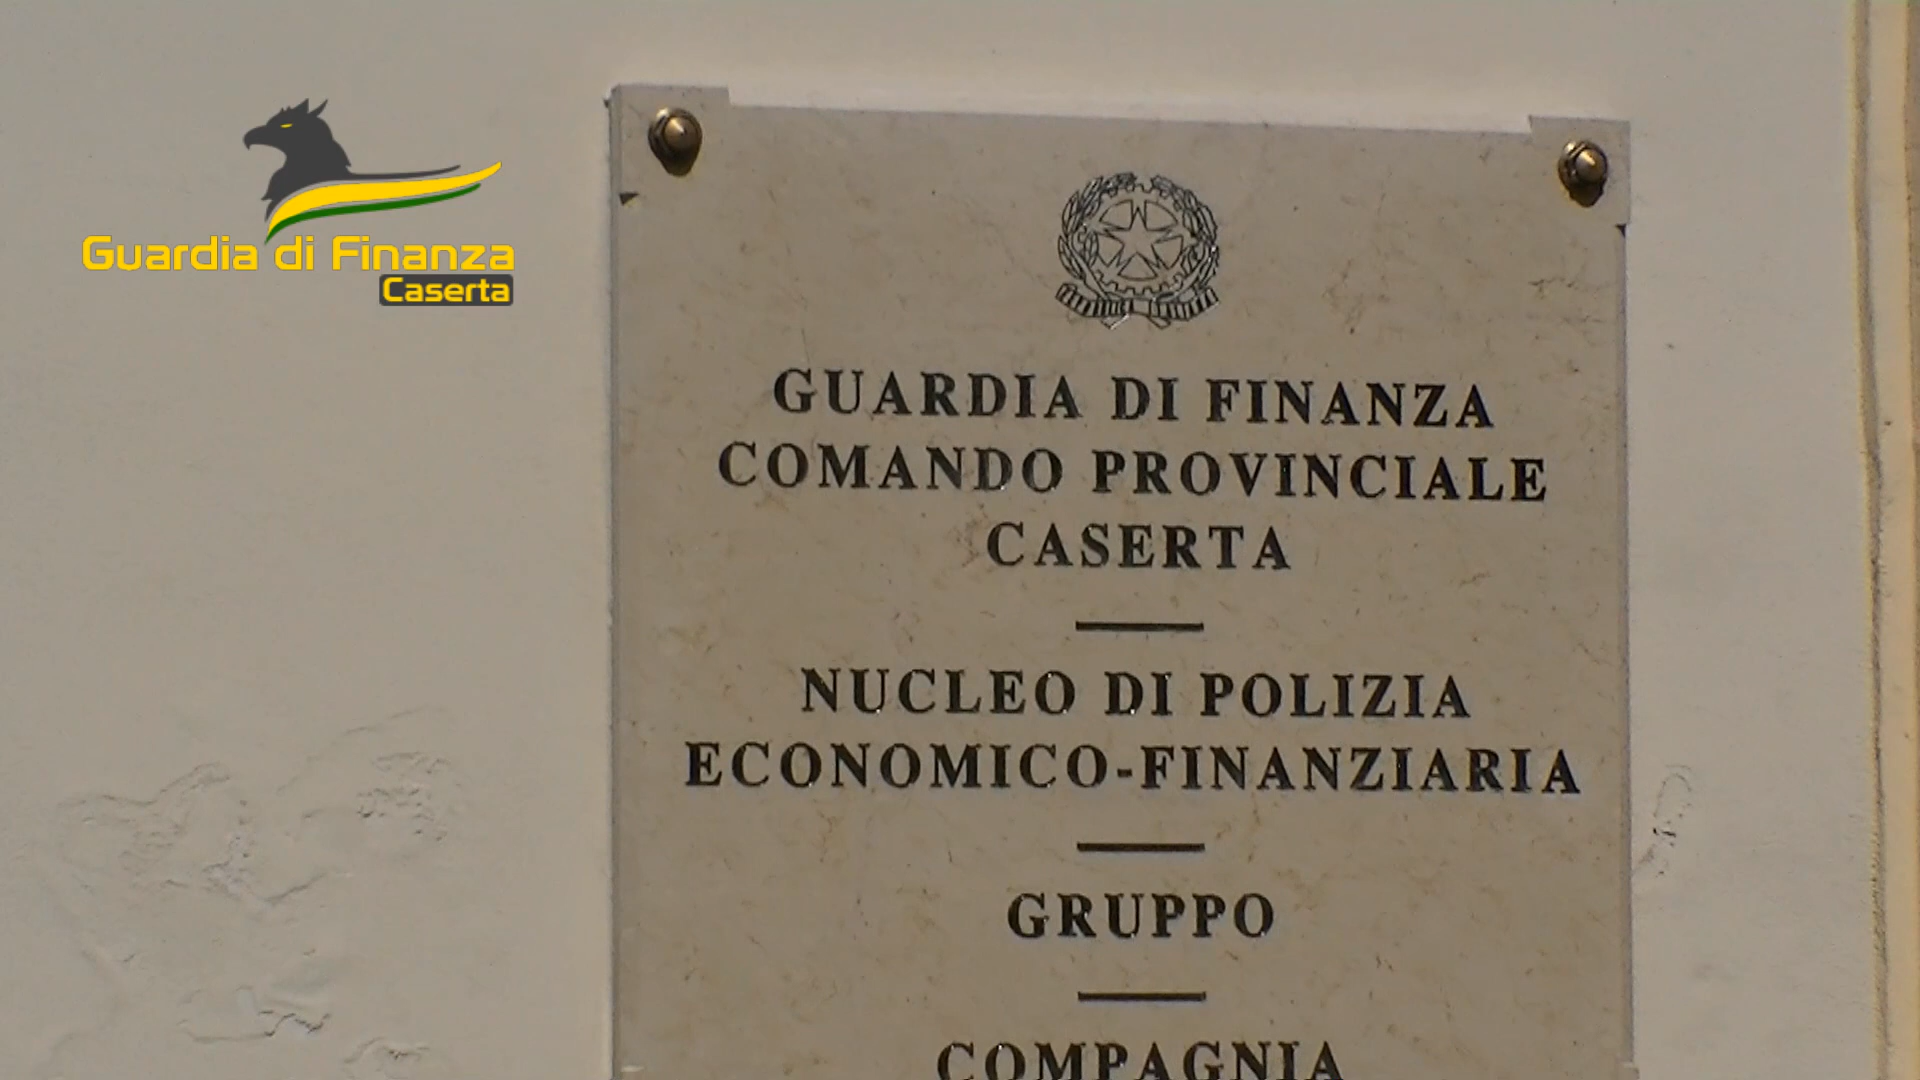 Guardia di Finanza
Caserta
GUARDIA DI FINANZA
COMANDO PROVINCIALE
CASERTA
NUCLEO DI POLIZIA
ECONOMICO-FINANZIARIA
GRUPPO
COMPAGNIA